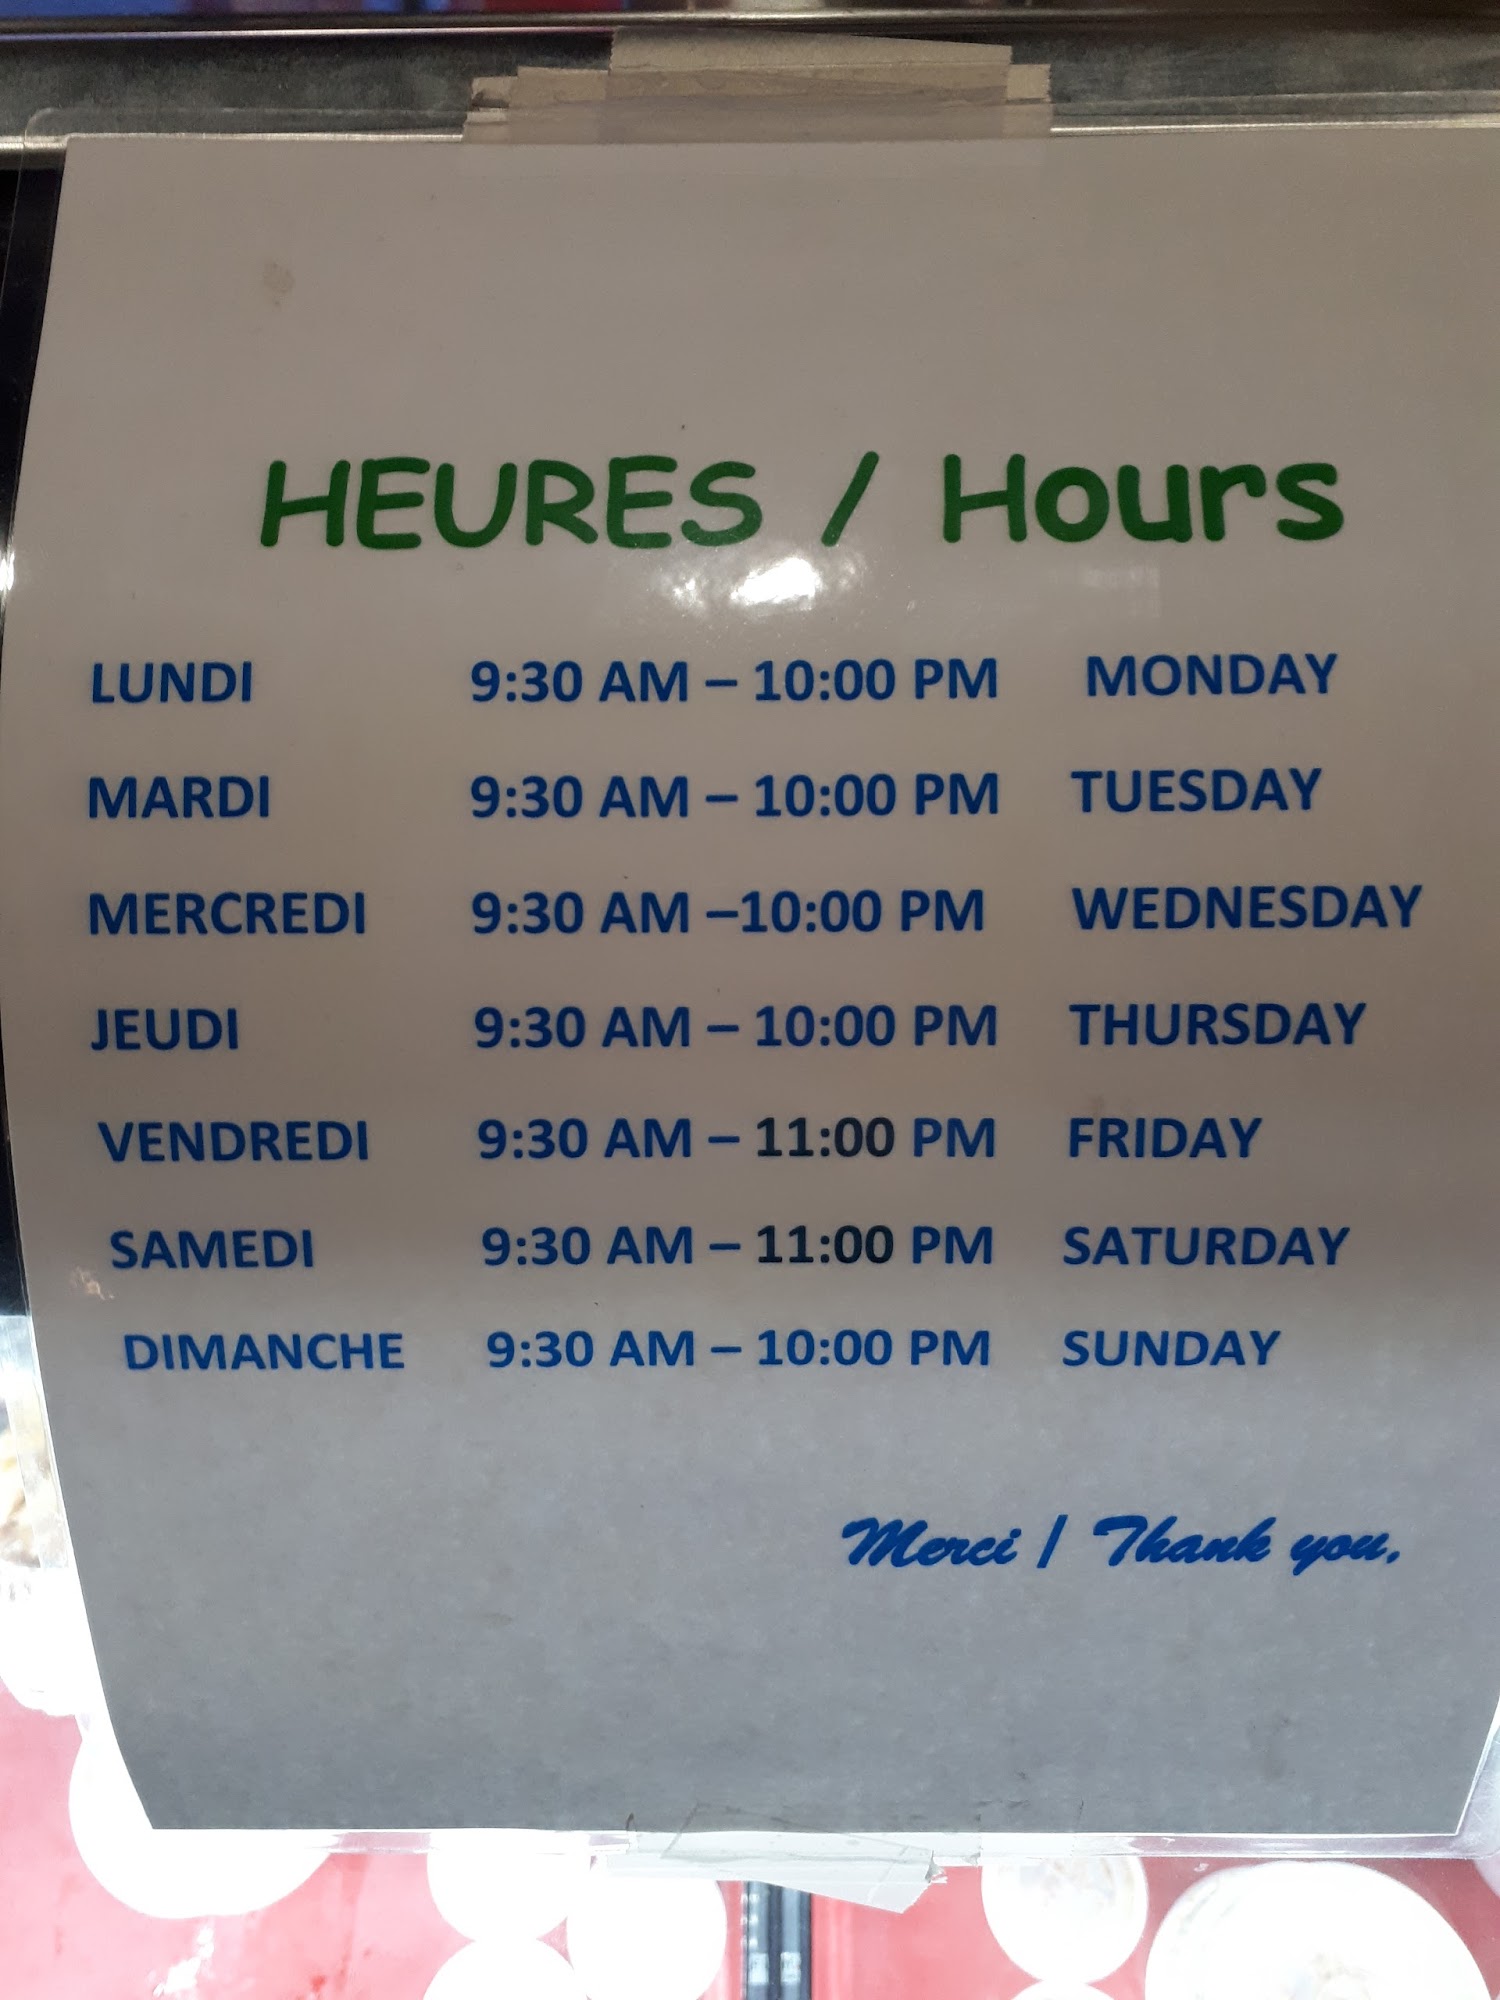 HEURES / Hours
LUNDI 9:30 AM – 10:00 PM MONDAY
MARDI 9:30 AM – 10:00 PM TUESDAY
MERCREDI 9:30 AM –10:00 PM WEDNESDAY
JEUDI 9:30 AM – 10:00 PM THURSDAY
VENDREDI 9:30 AM – 11:00 PM FRIDAY
SAMEDI 9:30 AM – 11:00 PM SATURDAY
DIMANCHE 9:30 AM – 10:00 PM SUNDAY
Merci / Thank you,